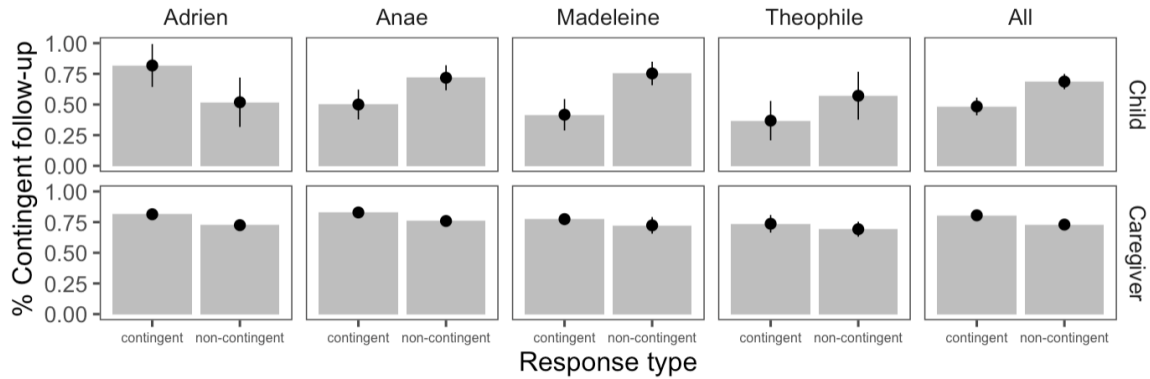 Adrien Anae Madeleine Theophile All
% Contingent follow-up
1.00
0.75
0.50
0.25
0.00
Child
1.00
0.75
0.50
0.25
0.00
Caregiver
contingent non-contingent contingent non-contingent contingent non-contingent contingent non-contingent contingent non-contingent
Response type